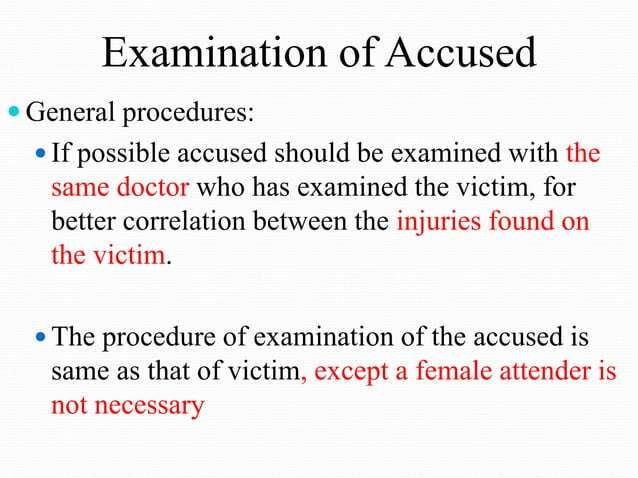 Examination of Accused
• General procedures:
• If possible accused should be examined with the
same doctor who has examined the victim, for
better correlation between the injuries found on
the victim.
• The procedure of examination of the accused is
same as that of victim, except a female attender is
not necessary